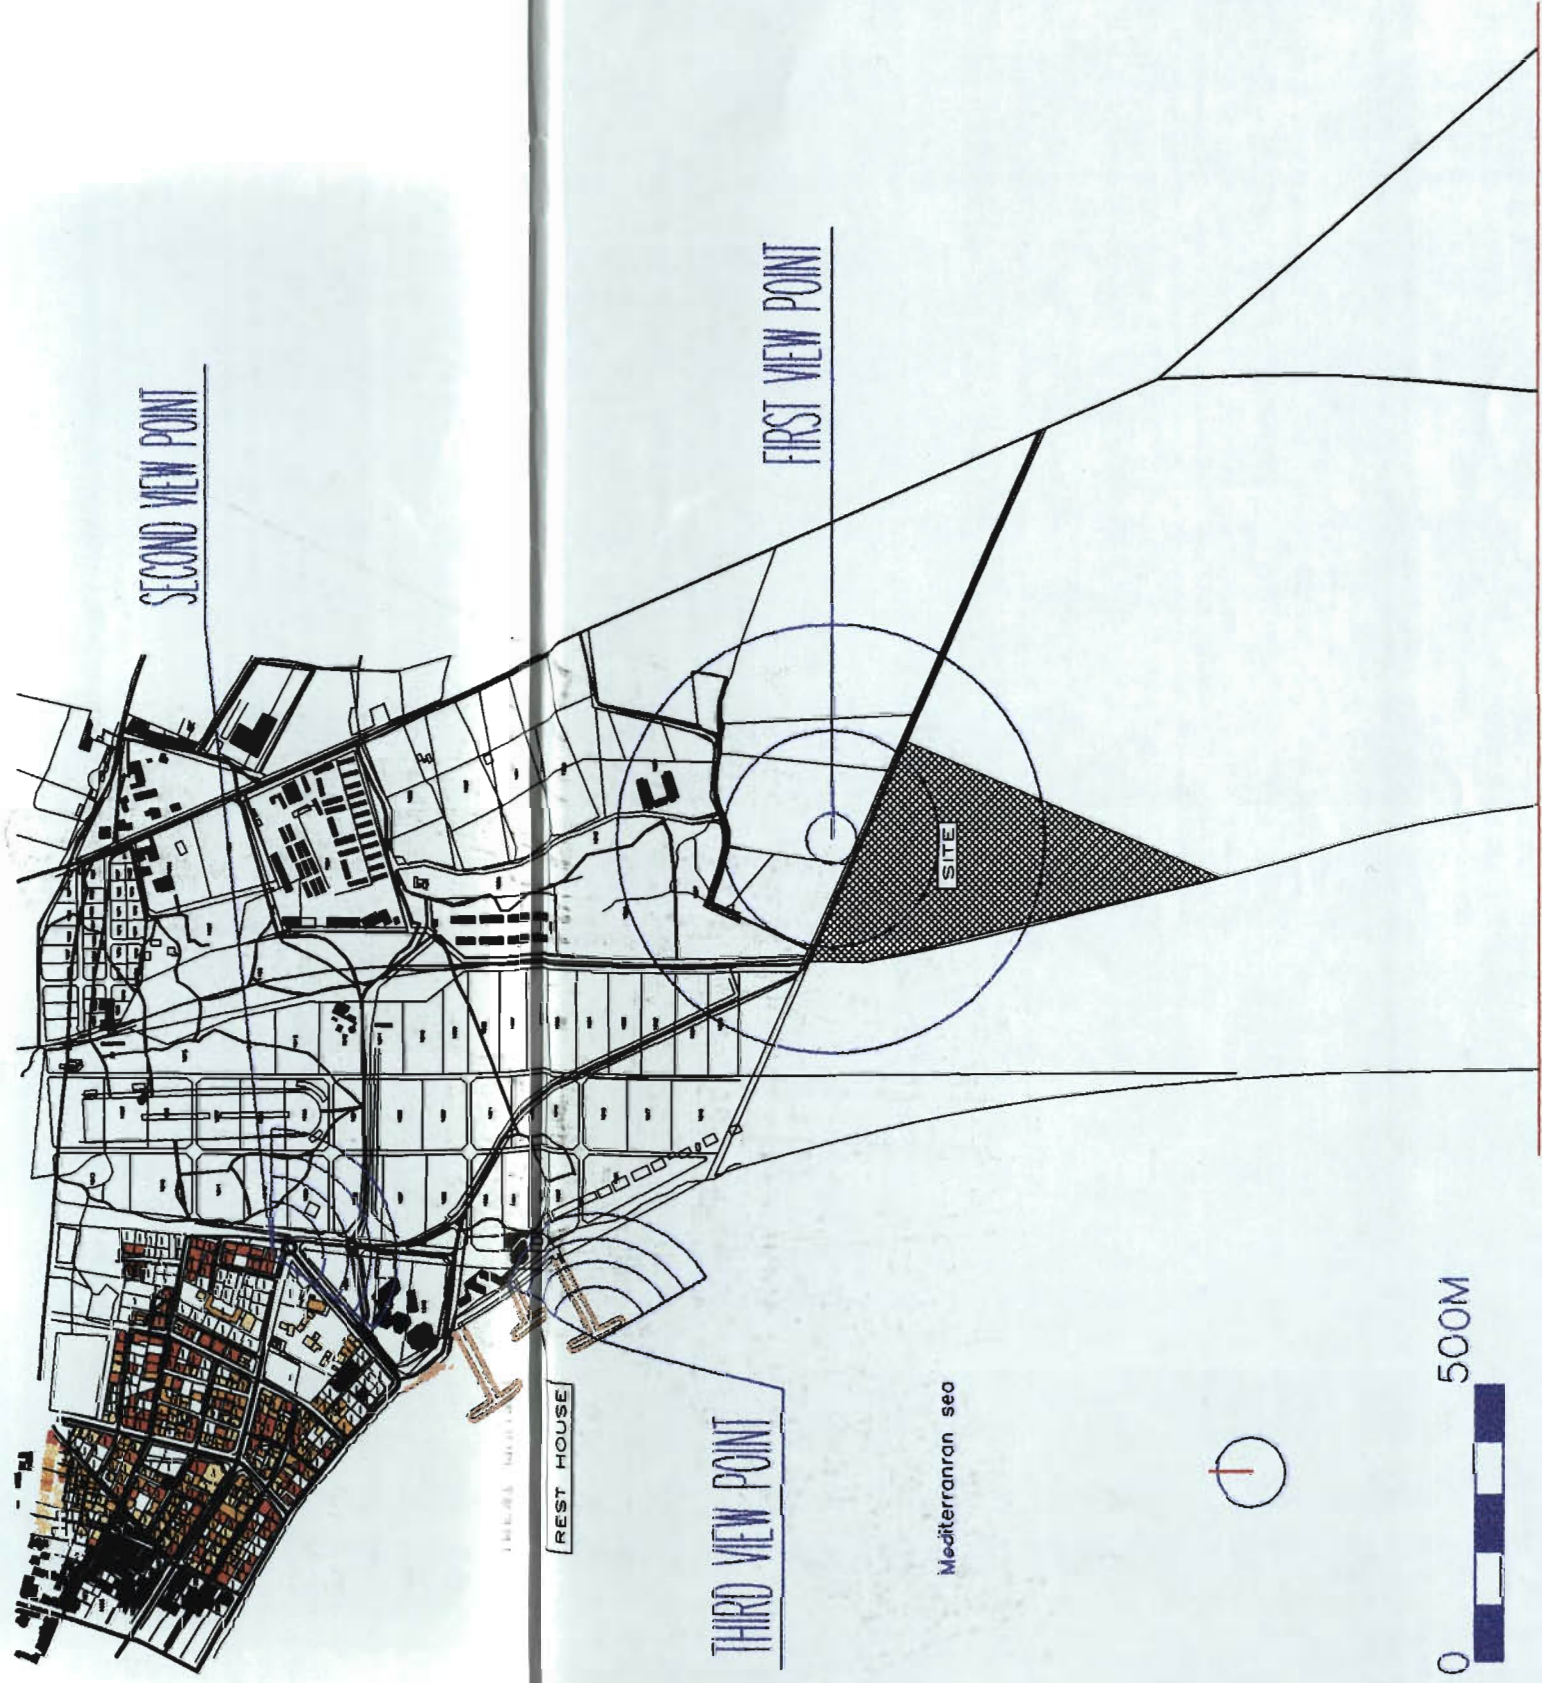 SECOND VIEW POINT
FIRST VIEW POINT
SITE
REST HOUSE
THIRD VIEW POINT
Mediterranran sea
0
500M